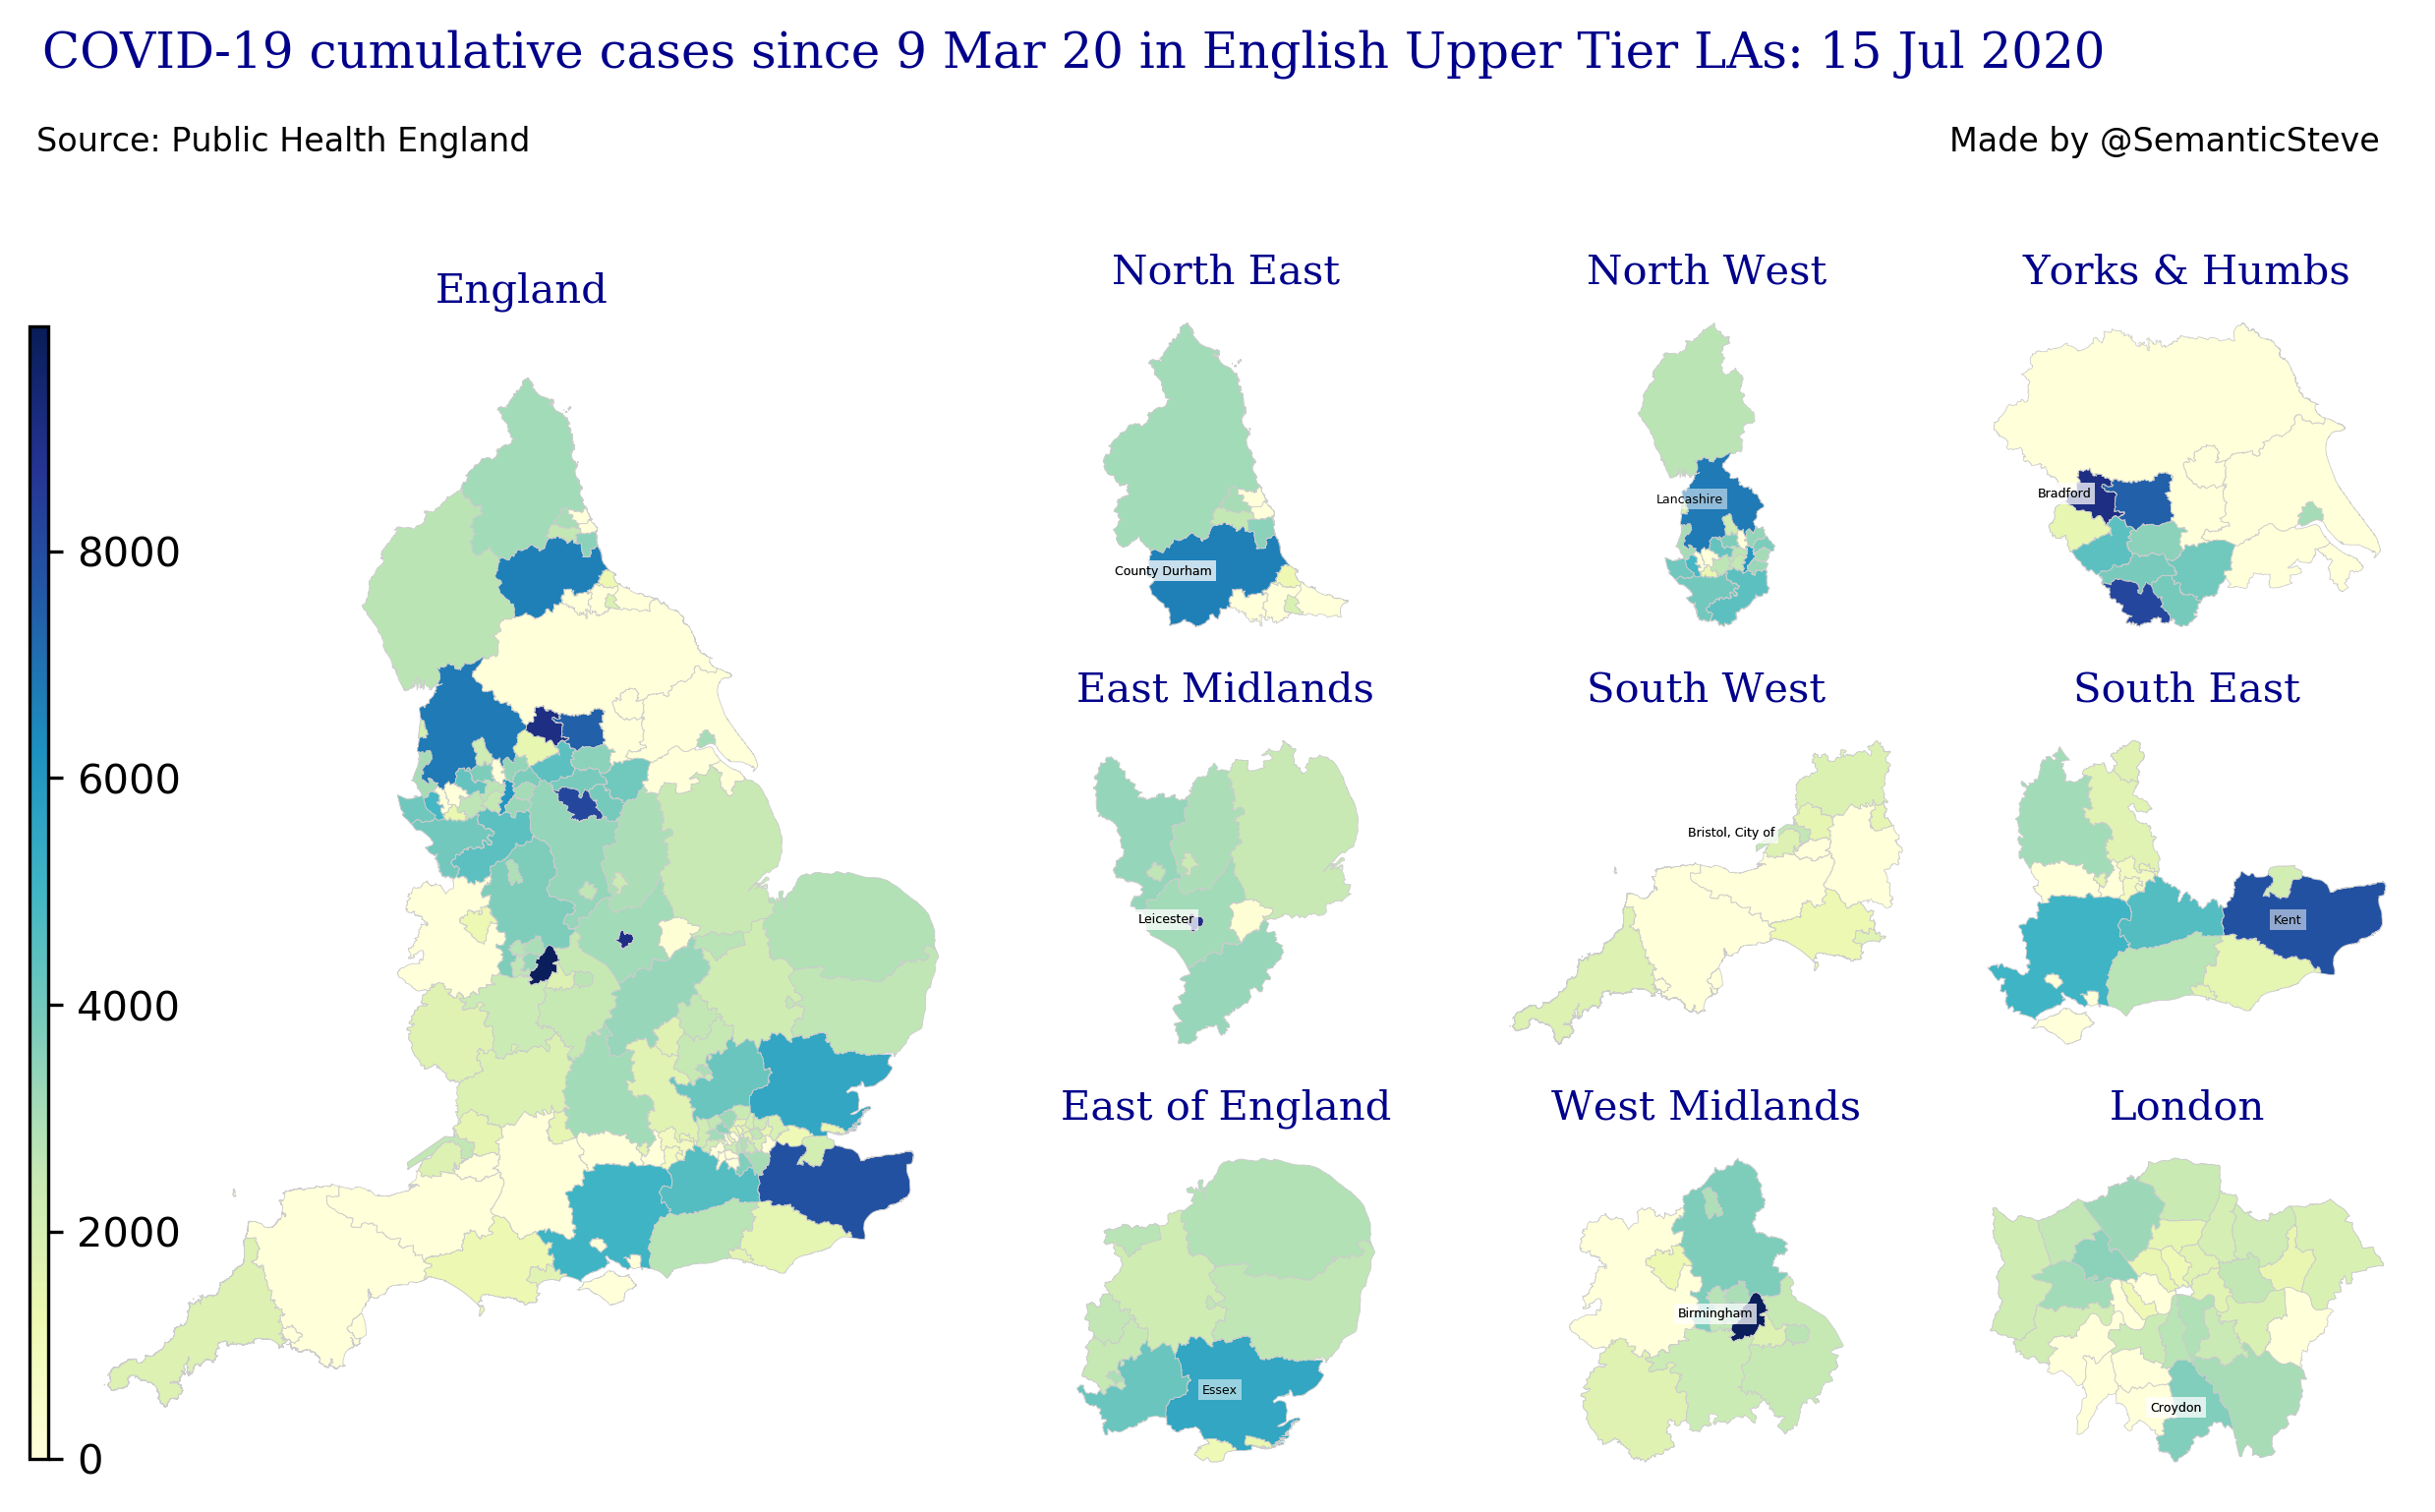 COVID-19 cumulative cases since 9 Mar 20 in English Upper Tier LAs: 15 Jul 2020
Source: Public Health England
Made by @SemanticSteve
England
North East
North West
Yorks & Humbs
8000
6000
4000
2000
0
County Durham
Lancashire
Bradford
East Midlands
South West
South East
Leicester
Bristol, City of
Kent
East of England
West Midlands
London
Essex
Birmingham
Croydon